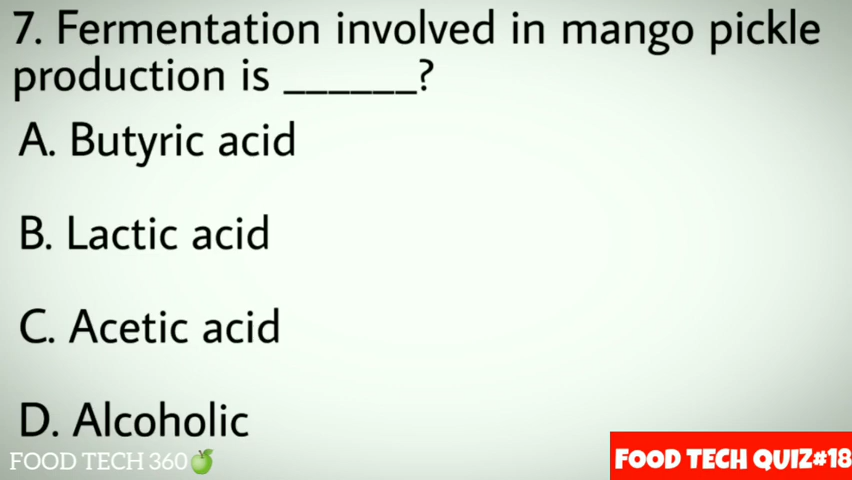 7. Fermentation involved in mango pickle
production is ______?
A. Butyric acid
B. Lactic acid
C. Acetic acid
D. Alcoholic
FOOD TECH 360
FOOD TECH QUIZ#18